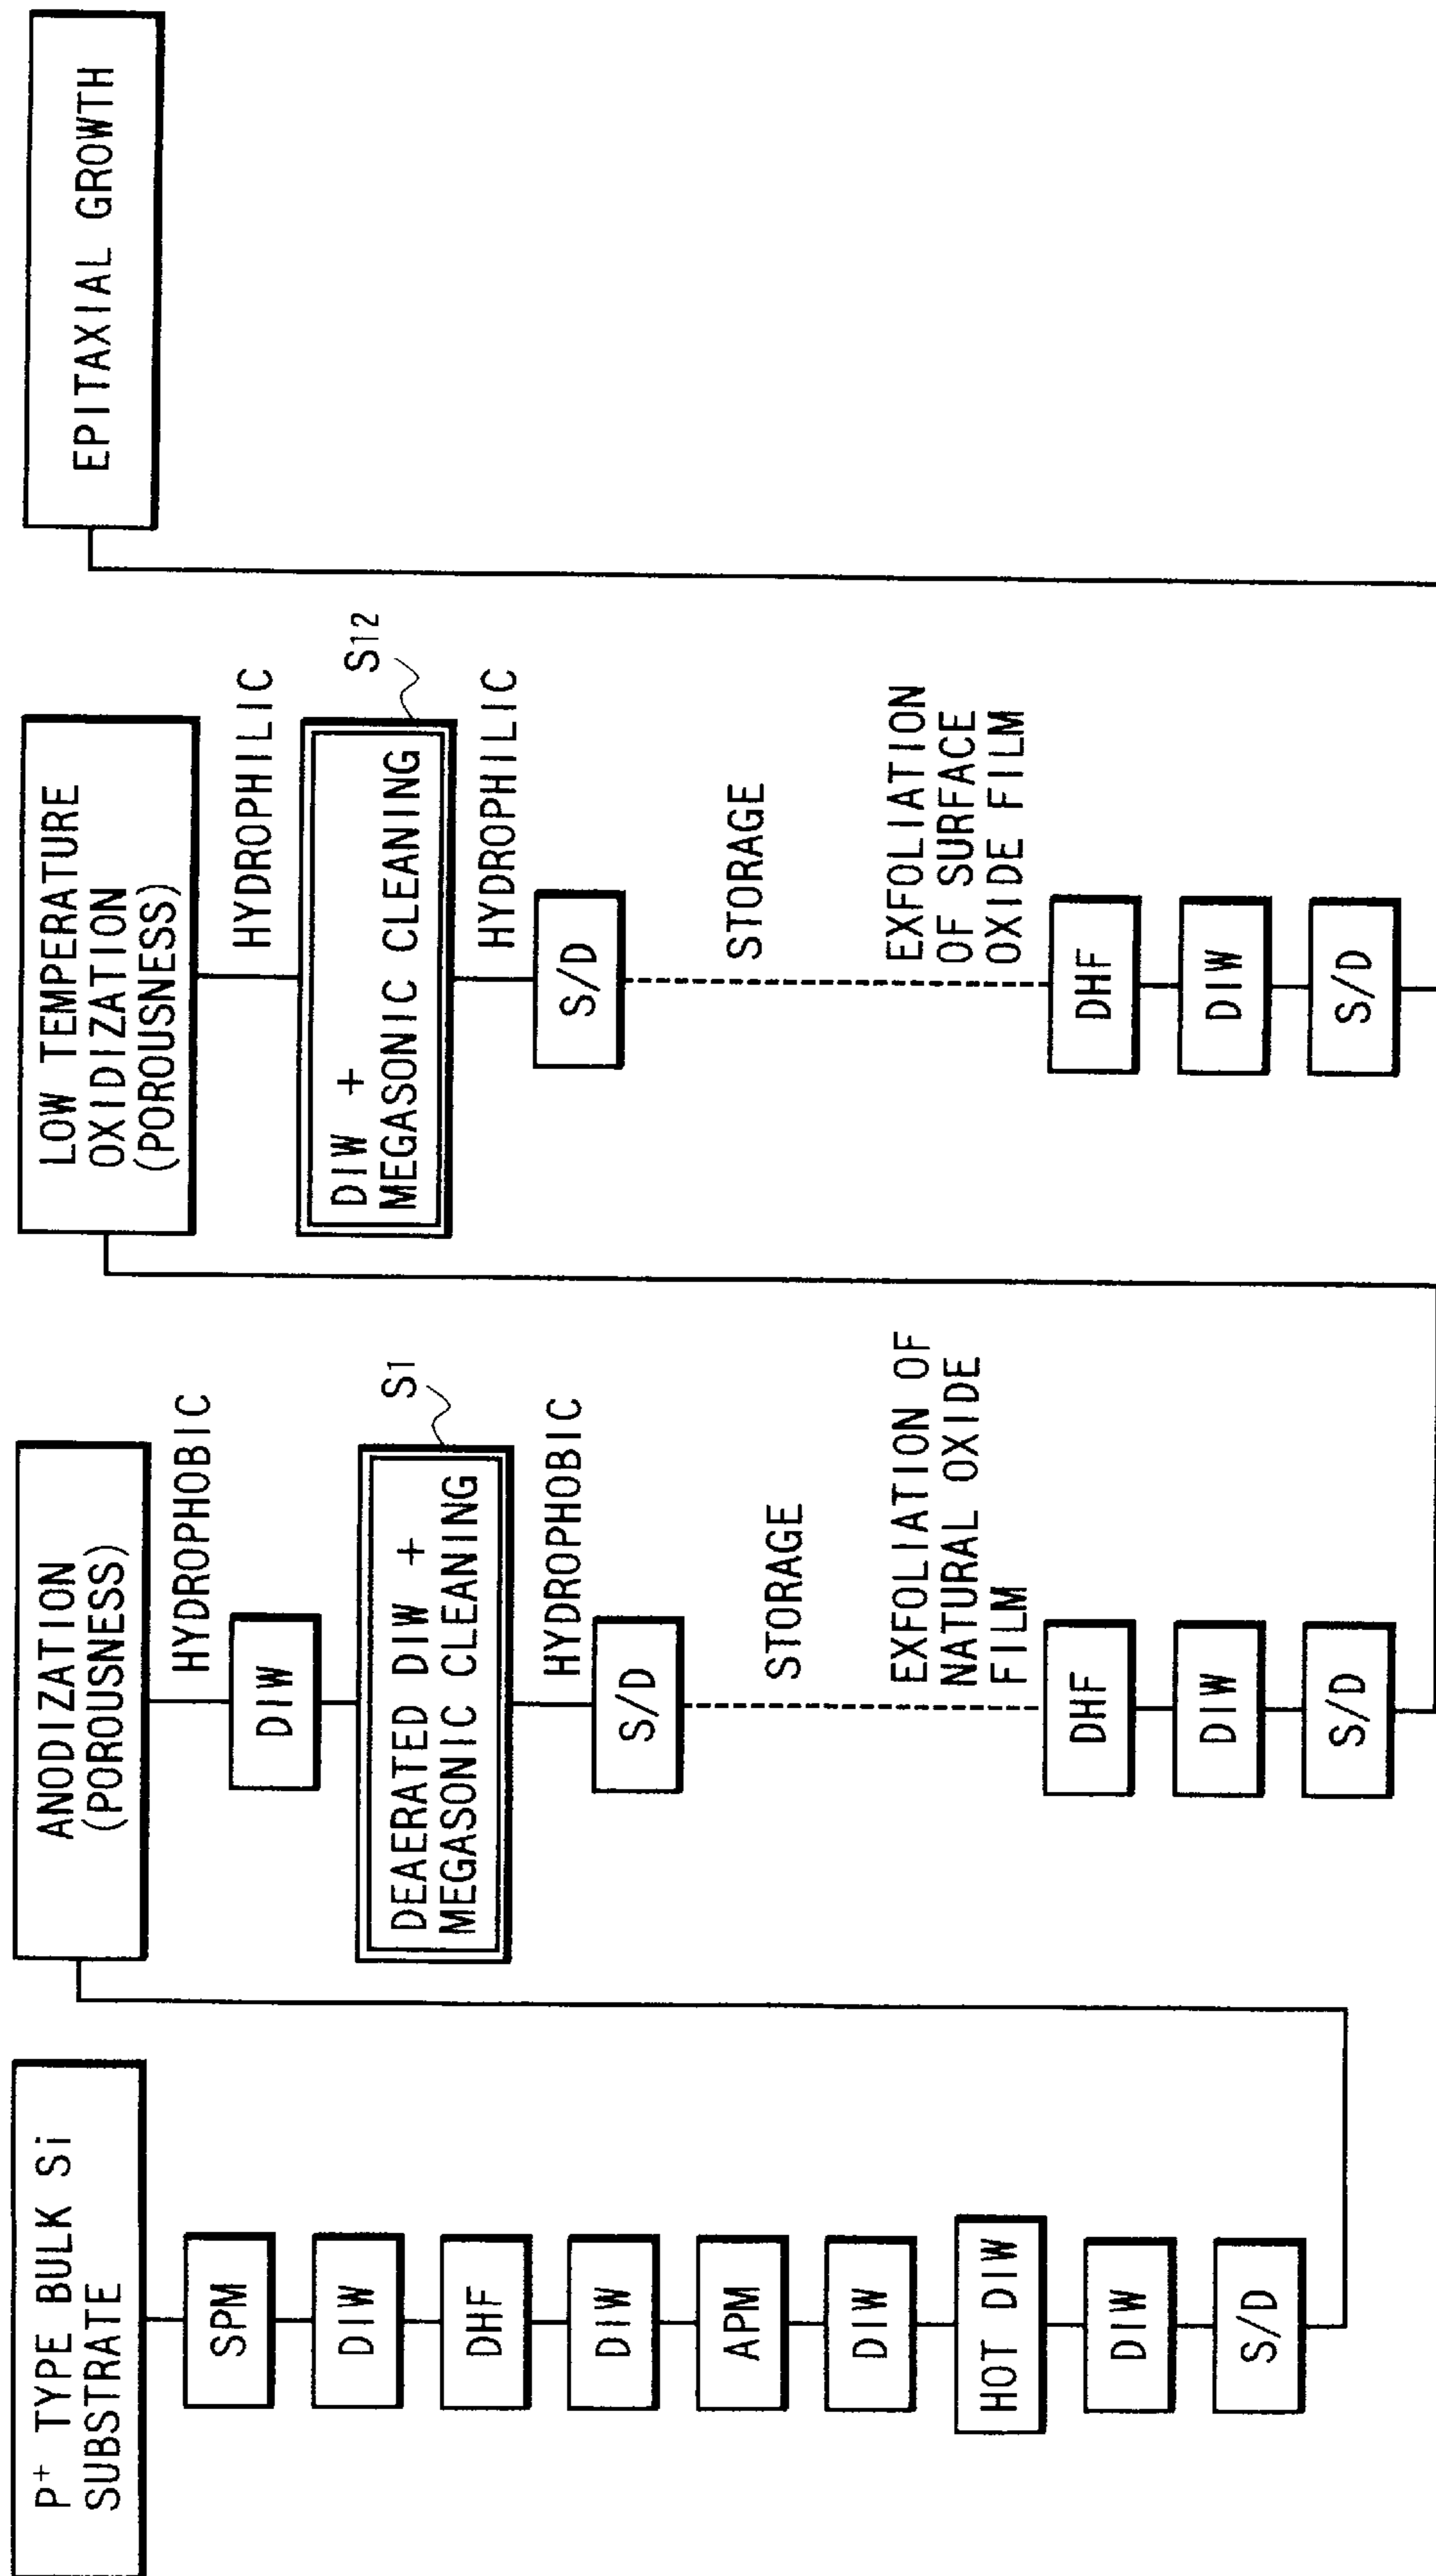 P+ TYPE BULK Si
SUBSTRATE
SPM
DIW
DHF
DIW
APM
DIW
HOT DIW
DIW
S/D
ANODIZATION
(POROUSNESS)
HYDROPHOBIC
DIW
S1
DEAERATED DIW +
MEGASONIC CLEANING
HYDROPHOBIC
S/D
STORAGE
EXFOLIATION OF
NATURAL OXIDE
FILM
DHF
DIW
S/D
LOW TEMPERATURE
OXIDIZATION
(POROUSNESS)
HYDROPHILIC
S12
DIW +
MEGASONIC CLEANING
HYDROPHILIC
S/D
STORAGE
EXFOLIATION
OF SURFACE
OXIDE FILM
DHF
DIW
S/D
EPITAXIAL GROWTH